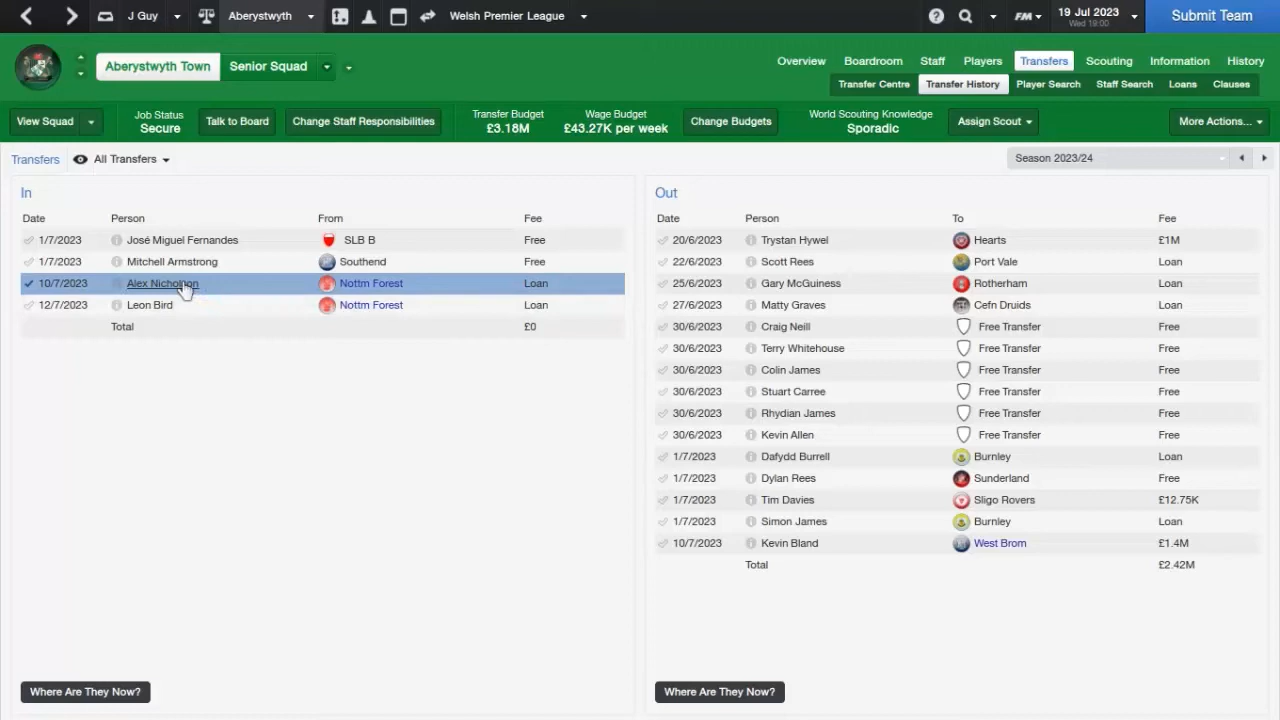 J Guy
Aberystwyth
Welsh Premier League
FM
19 Jul 2023
Wed 19:00
Submit Team
Aberystwyth Town
Senior Squad
Overview
Boardroom
Staff
Players
Transfers
Scouting
Information
History
Transfer Centre
Transfer History
Player Search
Staff Search
Loans
Clauses
View Squad
Job Status
Secure
Talk to Board
Change Staff Responsibilities
Transfer Budget
£3.18M
Wage Budget
£43.27K per week
Change Budgets
World Scouting Knowledge
Sporadic
Assign Scout
More Actions...
Transfers
All Transfers
Season 2023/24
In
Date Person From Fee
1/7/2023 José Miguel Fernandes SLB B Free
1/7/2023 Mitchell Armstrong Southend Free
10/7/2023 Alex Nicholson Nottm Forest Loan
12/7/2023 Leon Bird Nottm Forest Loan
Total £0
Where Are They Now?
Out
Date Person To Fee
20/6/2023 Trystan Hywel Hearts £1M
22/6/2023 Scott Rees Port Vale Loan
25/6/2023 Gary McGuiness Rotherham Loan
27/6/2023 Matty Graves Cefn Druids Loan
30/6/2023 Craig Neill Free Transfer Free
30/6/2023 Terry Whitehouse Free Transfer Free
30/6/2023 Colin James Free Transfer Free
30/6/2023 Stuart Carree Free Transfer Free
30/6/2023 Rhydian James Free Transfer Free
30/6/2023 Kevin Allen Free Transfer Free
1/7/2023 Dafydd Burrell Burnley Loan
1/7/2023 Dylan Rees Sunderland Free
1/7/2023 Tim Davies Sligo Rovers £12.75K
1/7/2023 Simon James Burnley Loan
10/7/2023 Kevin Bland West Brom £1.4M
Total £2.42M
Where Are They Now?